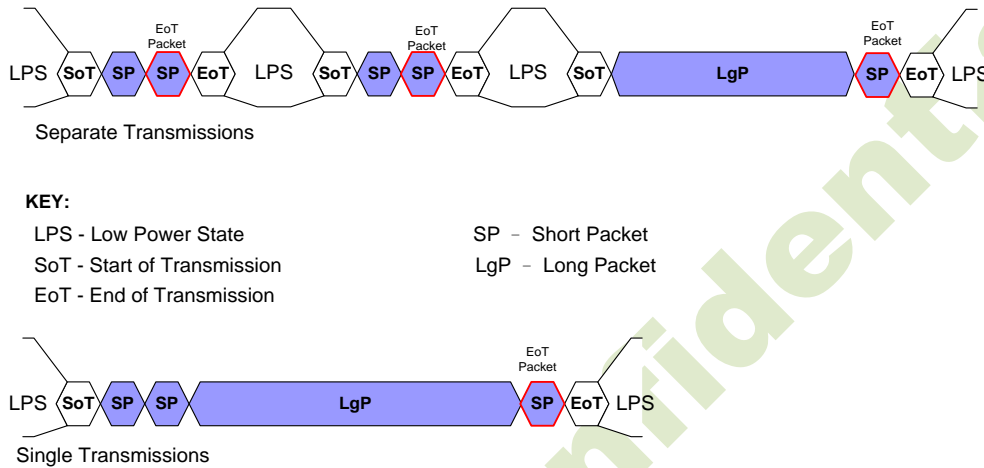 EoT
Packet
EoT
Packet
EoT
Packet
LPS SoT SP SP EoT LPS SoT SP SP EoT LPS SoT LgP SP EoT LPS
Separate Transmissions
KEY:
LPS - Low Power State
SP - Short Packet
SoT - Start of Transmission
LgP - Long Packet
EoT - End of Transmission
EoT
Packet
LPS SoT SP SP LgP SP EoT LPS
Single Transmissions